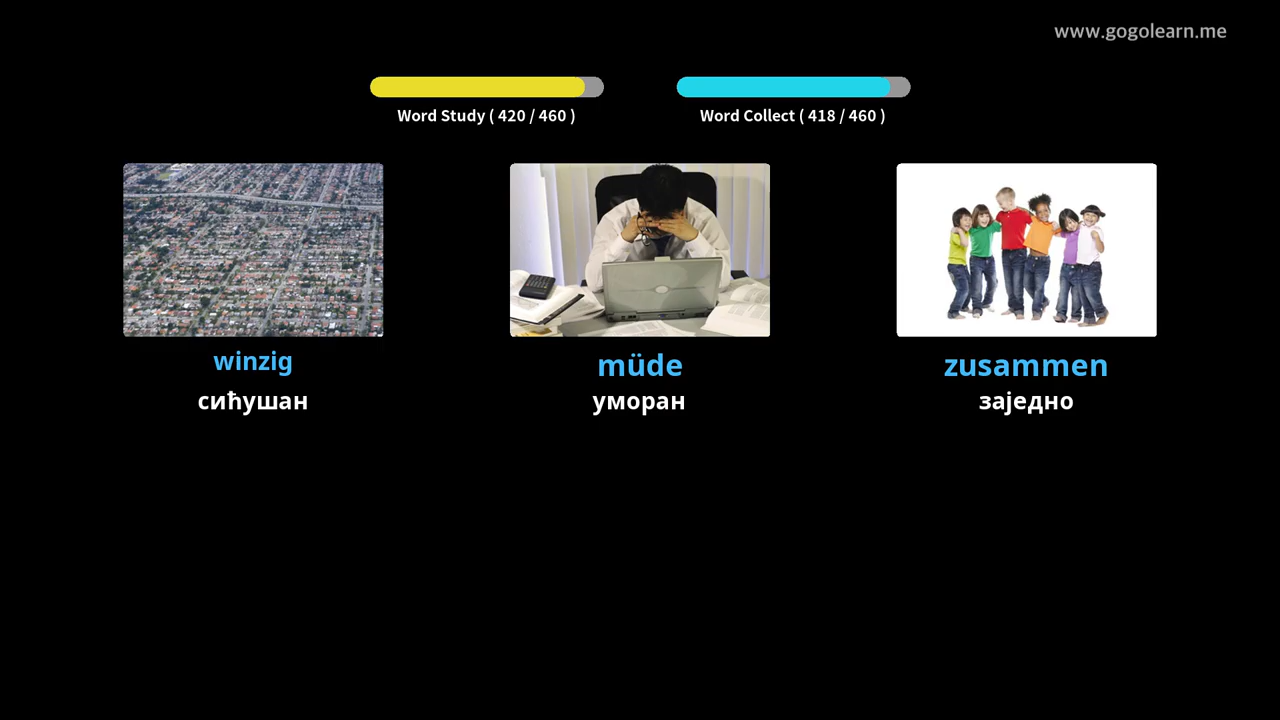 www.gogolearn.me
Word Study ( 420 / 460 )
Word Collect ( 418 / 460 )
winzig
сићушан
müde
уморан
zusammen
заједно